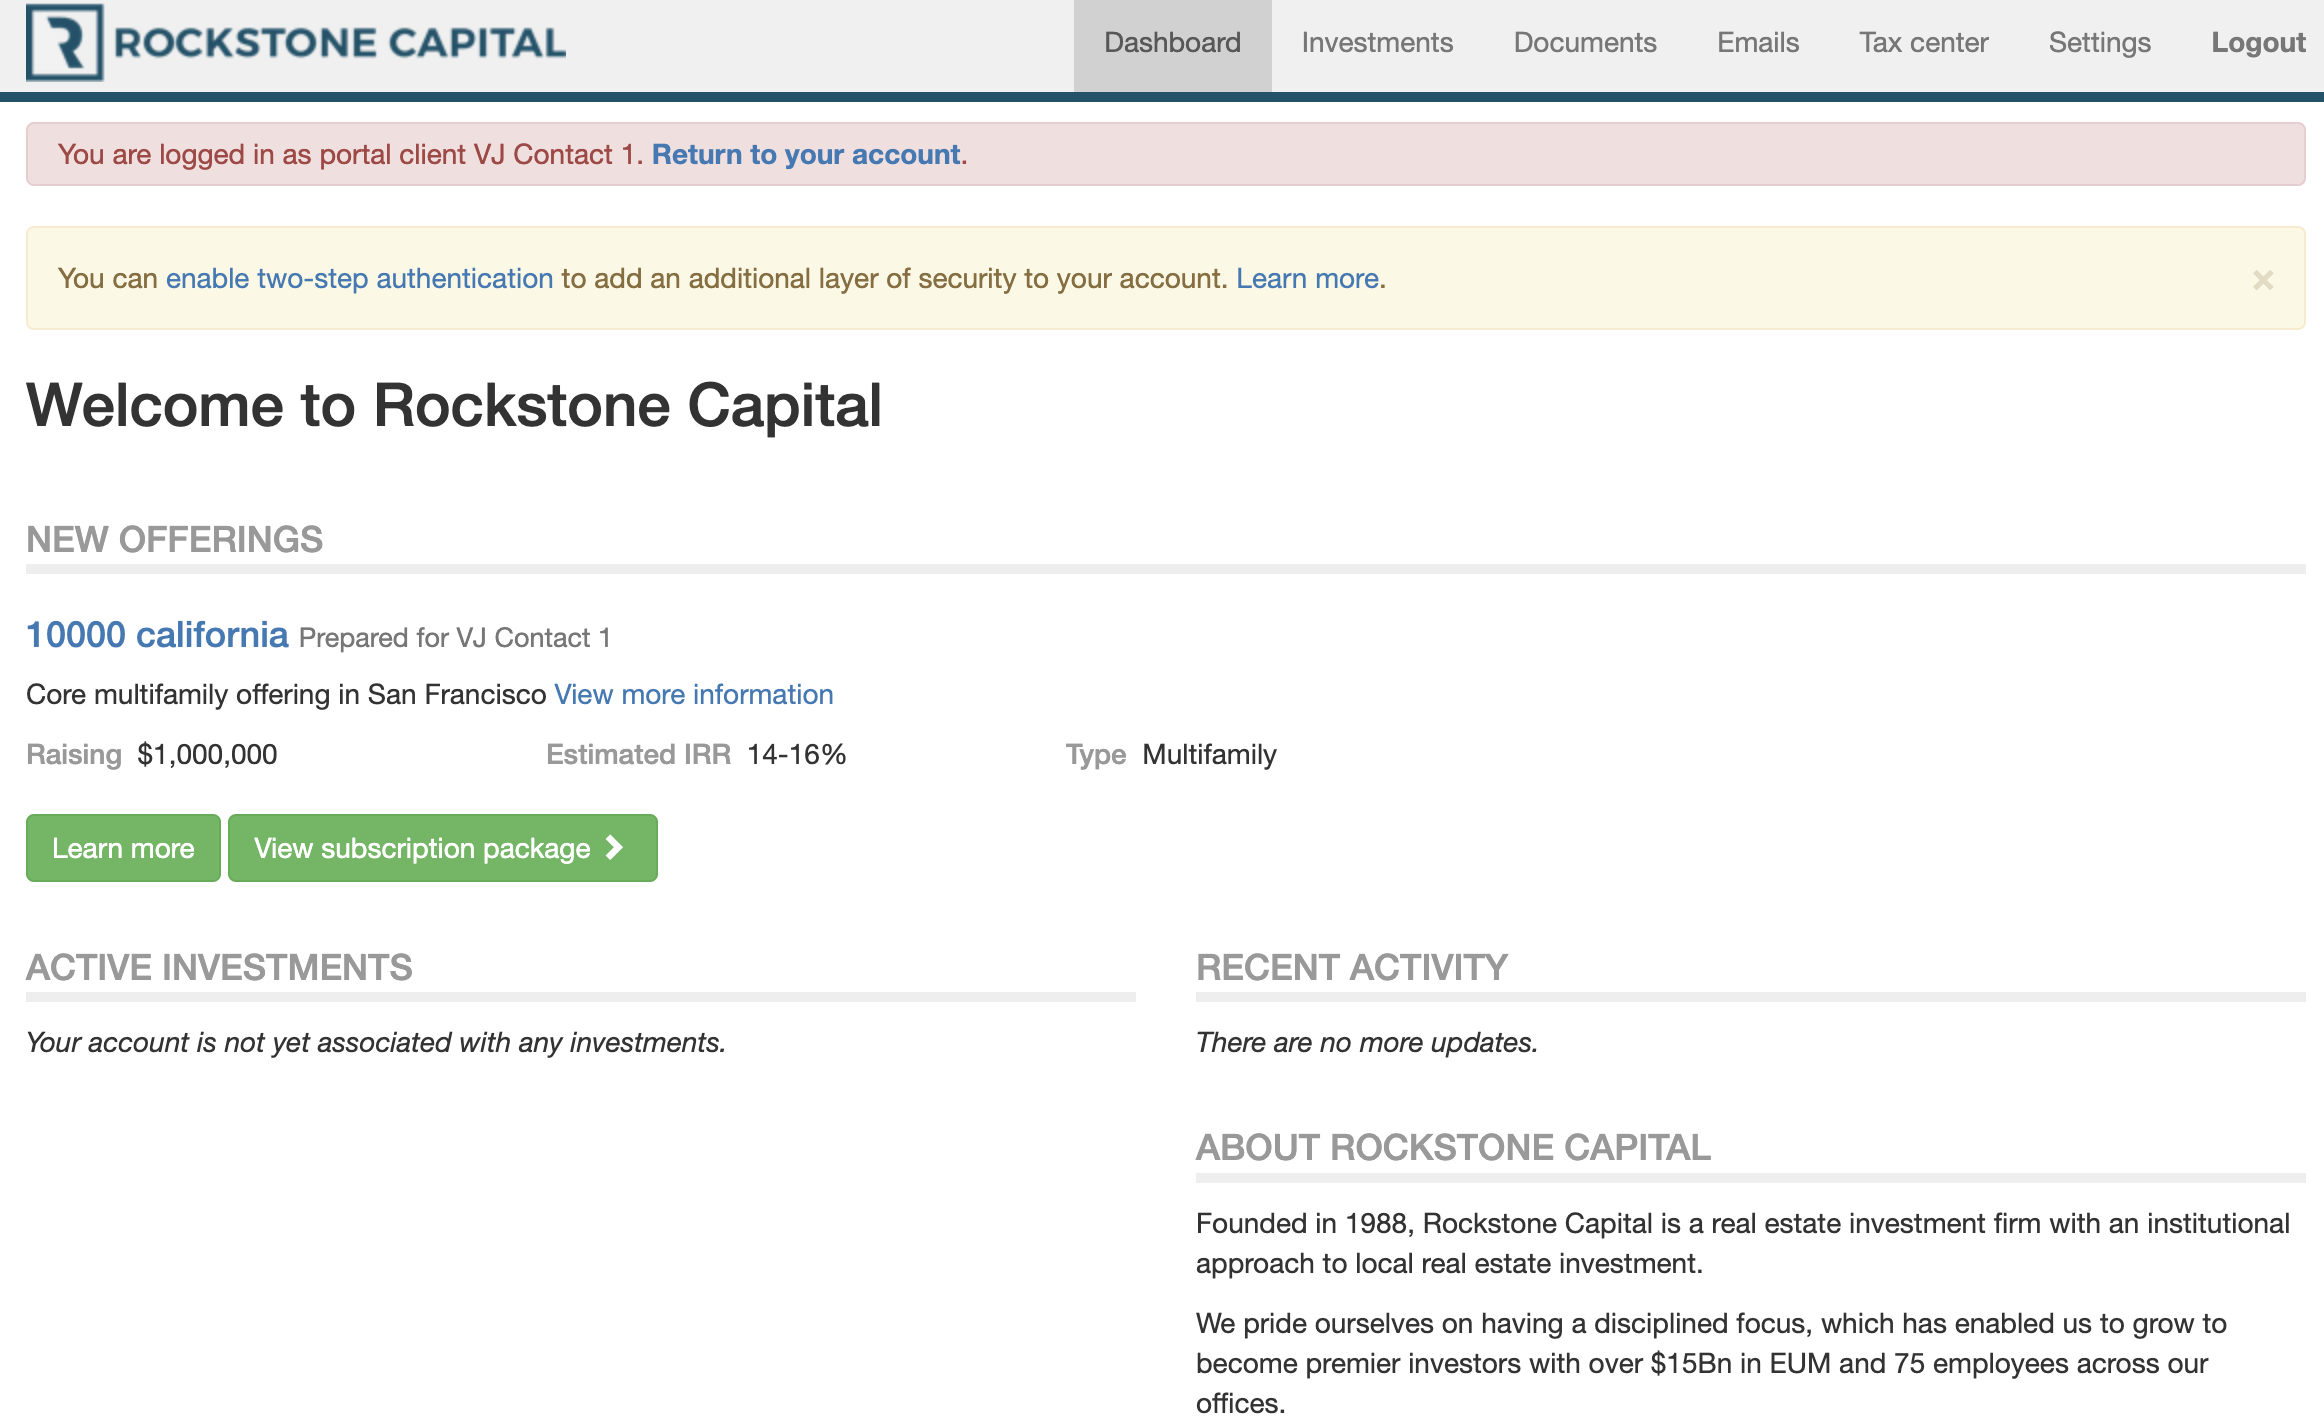 ROCKSTONE CAPITAL
Dashboard Investments Documents Emails Tax center Settings Logout
You are logged in as portal client VJ Contact 1. Return to your account.
You can enable two-step authentication to add an additional layer of security to your account. Learn more.
×
Welcome to Rockstone Capital
NEW OFFERINGS
10000 california Prepared for VJ Contact 1
Core multifamily offering in San Francisco View more information
Raising $1,000,000 Estimated IRR 14-16% Type Multifamily
Learn more View subscription package
ACTIVE INVESTMENTS
Your account is not yet associated with any investments.
RECENT ACTIVITY
There are no more updates.
ABOUT ROCKSTONE CAPITAL
Founded in 1988, Rockstone Capital is a real estate investment firm with an institutional
approach to local real estate investment.
We pride ourselves on having a disciplined focus, which has enabled us to grow to
become premier investors with over $15Bn in EUM and 75 employees across our
offices.